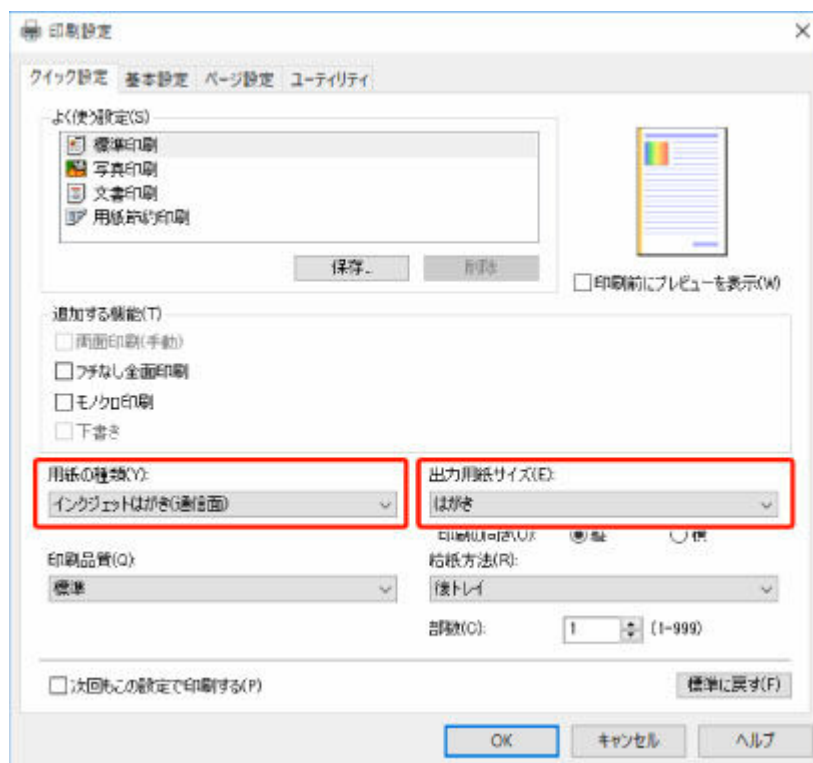 印刷設定
クイック設定 基本設定 ページ設定 ユーティリティ
よく使う設定(S)
標準印刷
写真印刷
文書印刷
用紙節約印刷
保存...
削除
印刷前にプレビューを表示(W)
追加する機能(T)
両面印刷(手動)
フチなし全面印刷
モノクロ印刷
下書き
用紙の種類(Y):
インクジェットはがき(通信面)
出力用紙サイズ(E):
はがき
印刷の向き(O): 縦 横
印刷品質(Q):
標準
給紙方法(R):
後トレイ
部数(C): 1 (1-999)
次回もこの設定で印刷する(P)
標準に戻す(F)
OK キャンセル ヘルプ